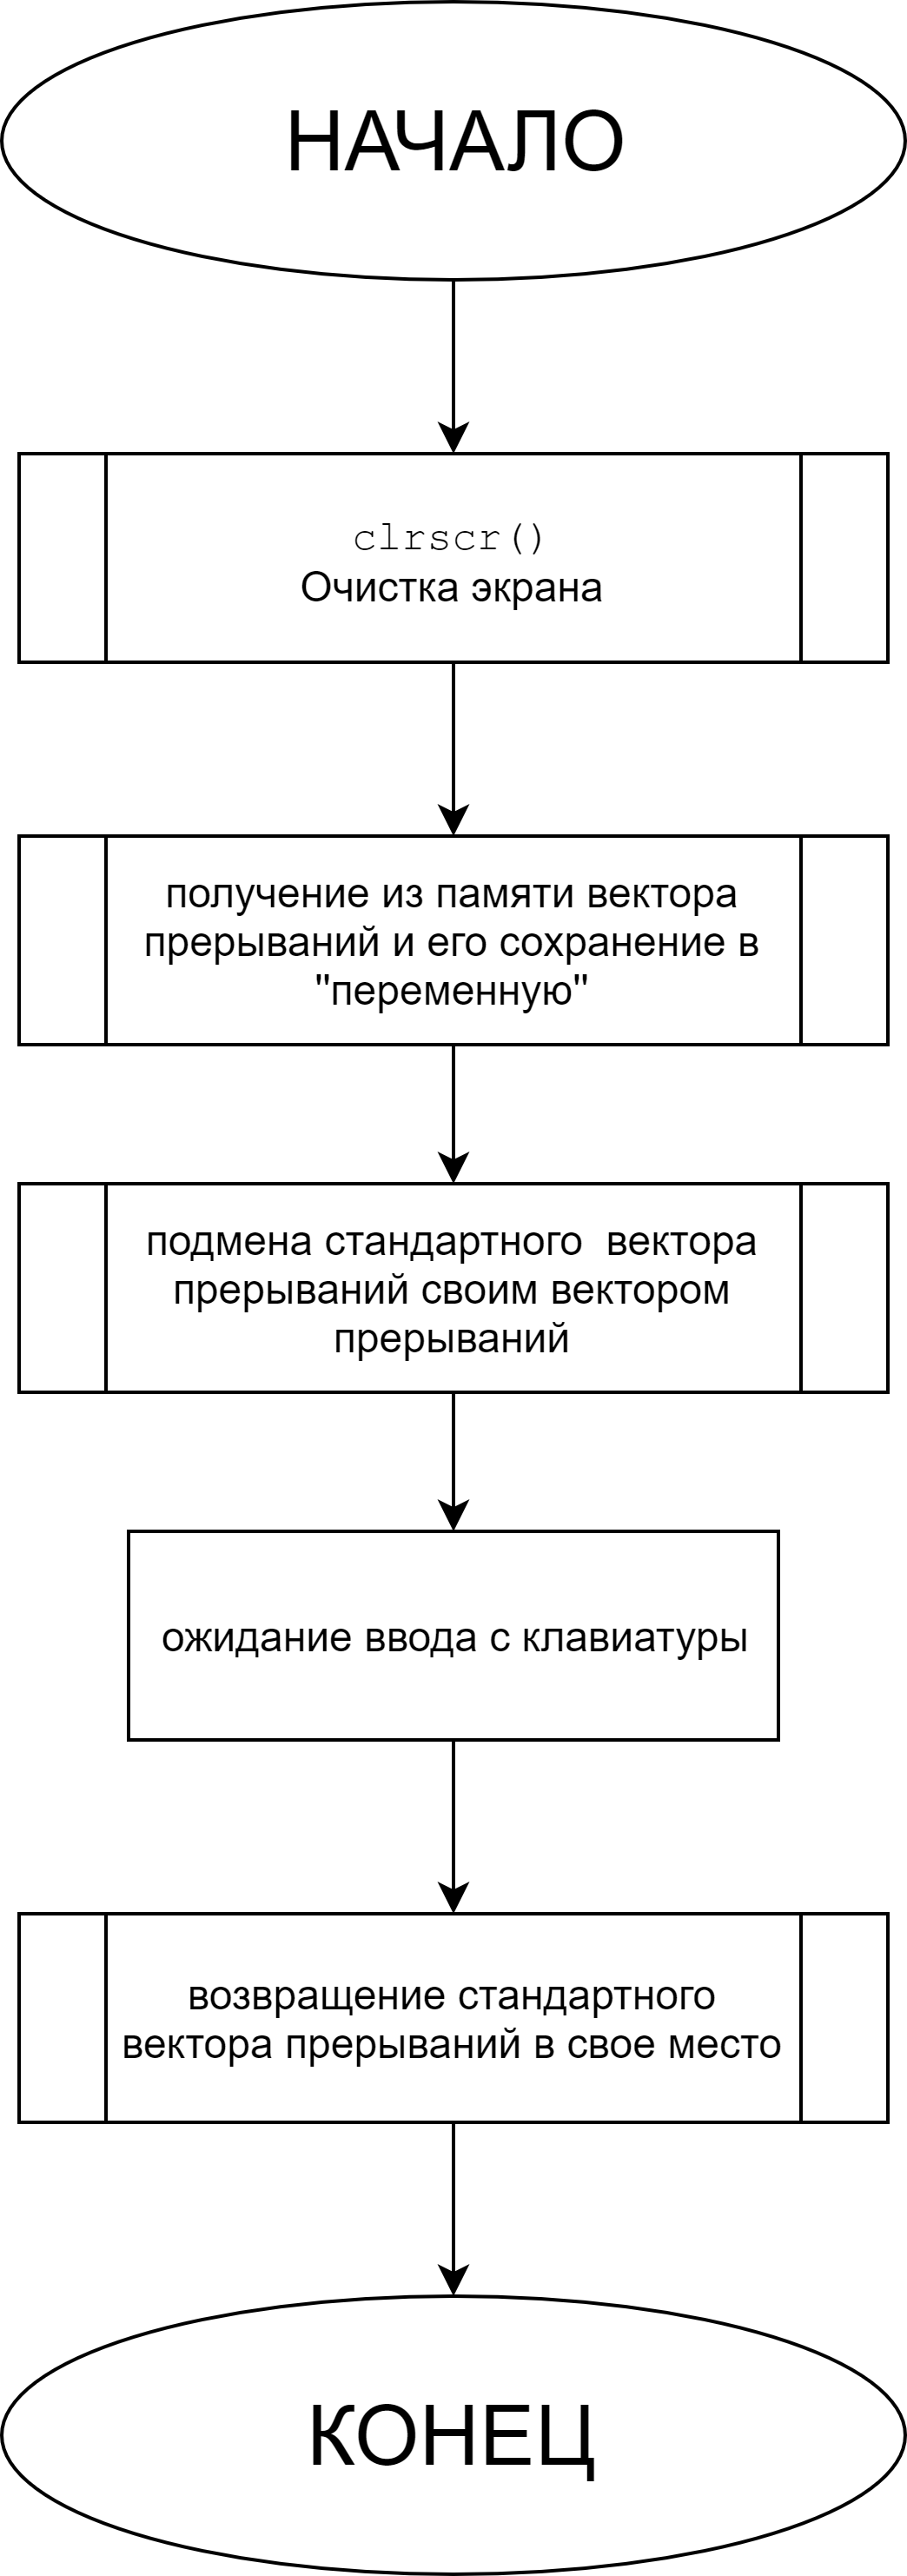 НАЧАЛО
clrscr()
Очистка экрана
получение из памяти вектора
прерываний и его сохранение в
"переменную"
подмена стандартного  вектора
прерываний своим вектором
прерываний
ожидание ввода с клавиатуры
возвращение стандартного
вектора прерываний в свое место
КОНЕЦ